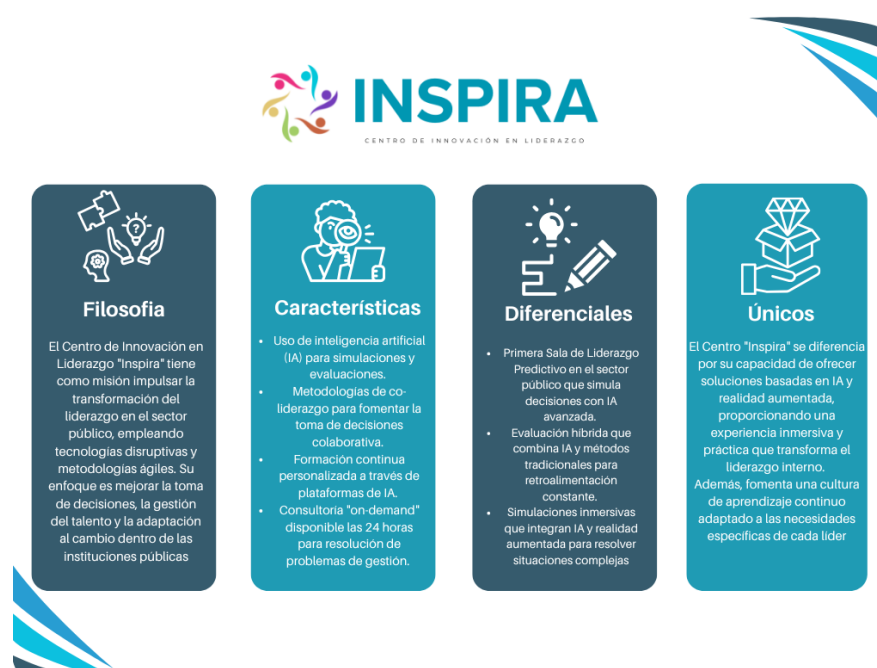 INSPIRA
CENTRO DE INNOVACIÓN EN LIDERAZGO
Filosofia
El Centro de Innovación en
Liderazgo "Inspira" tiene
como misión impulsar la
transformación del
liderazgo en el sector
público, empleando
tecnologías disruptivas y
metodologías ágiles. Su
enfoque es mejorar la toma
de decisiones, la gestión
del talento y la adaptación
al cambio dentro de las
instituciones públicas
Características
• Uso de inteligencia artificial
(IA) para simulaciones y
evaluaciones.
• Metodologías de co-
liderazgo para fomentar la
toma de decisiones
colaborativa.
• Formación continua
personalizada a través de
plataformas de IA.
• Consultoría "on-demand"
disponible las 24 horas
para resolución de
problemas de gestión.
Diferenciales
• Primera Sala de Liderazgo
Predictivo en el sector
público que simula
decisiones con IA
avanzada.
• Evaluación híbrida que
combina IA y métodos
tradicionales para
retroalimentación
constante.
• Simulaciones inmersivas
que integran IA y realidad
aumentada para resolver
situaciones complejas
Únicos
El Centro "Inspira" se diferencia
por su capacidad de ofrecer
soluciones basadas en IA y
realidad aumentada,
proporcionando una
experiencia inmersiva y
práctica que transforma el
liderazgo interno.
Además, fomenta una cultura
de aprendizaje continuo
adaptado a las necesidades
específicas de cada líder